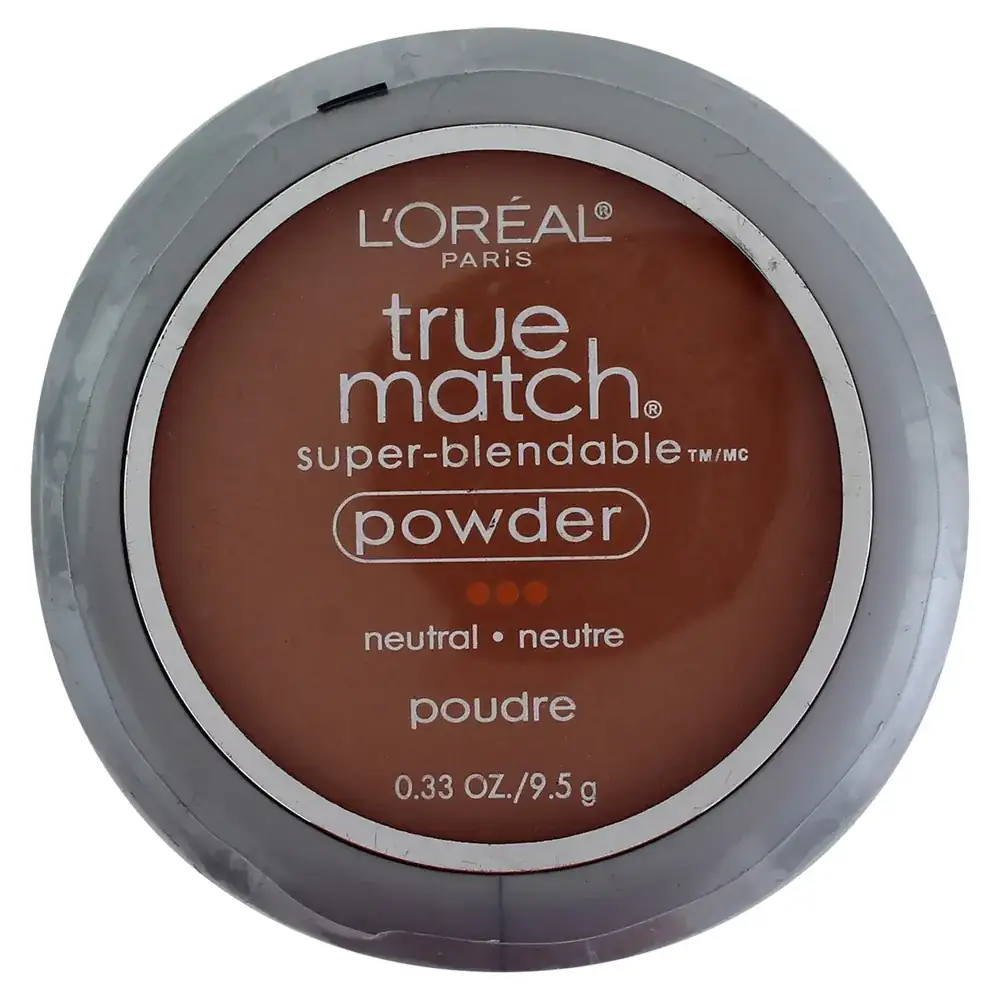 L'ORÉAL®
PARiS
true
match®
super-blendable TM/MC
powder
neutral • neutre
poudre
0.33 OZ./9.5 g